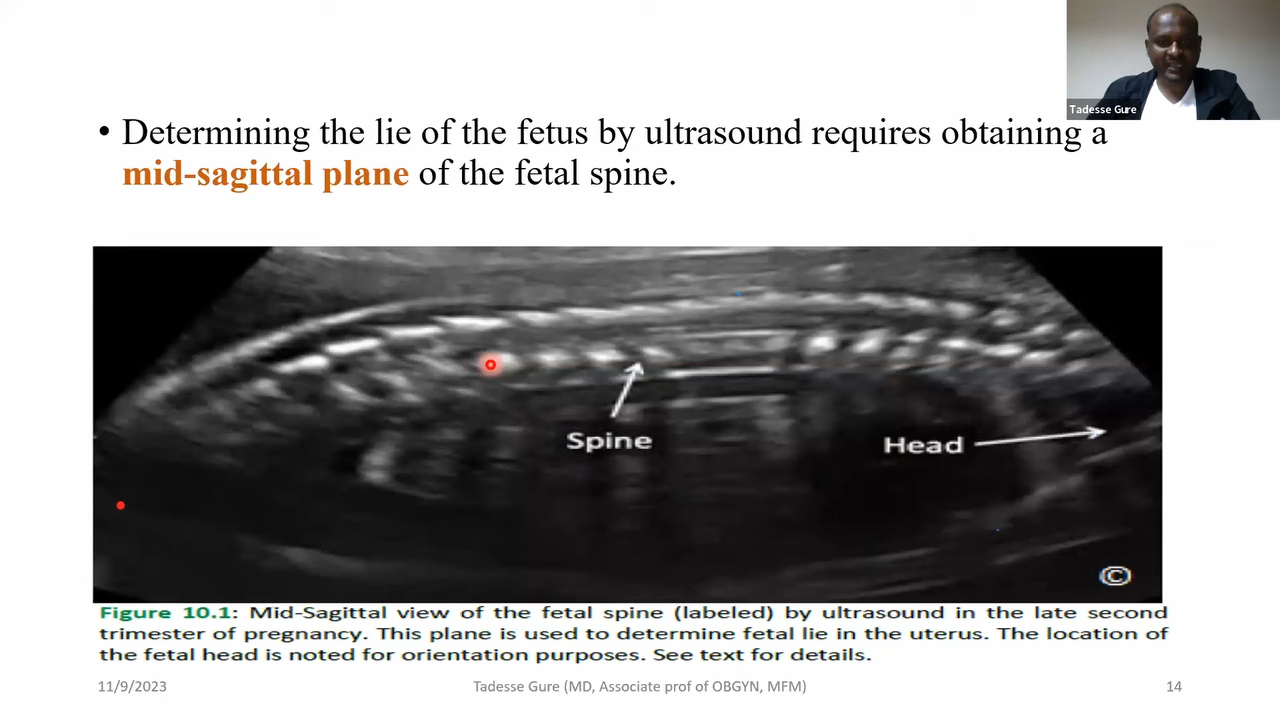 Tadesse Gure
• Determining the lie of the fetus by ultrasound requires obtaining a
mid-sagittal plane of the fetal spine.
Spine
Head
©
Figure 10.1: Mid-Sagittal view of the fetal spine (labeled) by ultrasound in the late second
trimester of pregnancy. This plane is used to determine fetal lie in the uterus. The location of
the fetal head is noted for orientation purposes. See text for details.
11/9/2023
Tadesse Gure (MD, Associate prof of OBGYN, MFM)
14